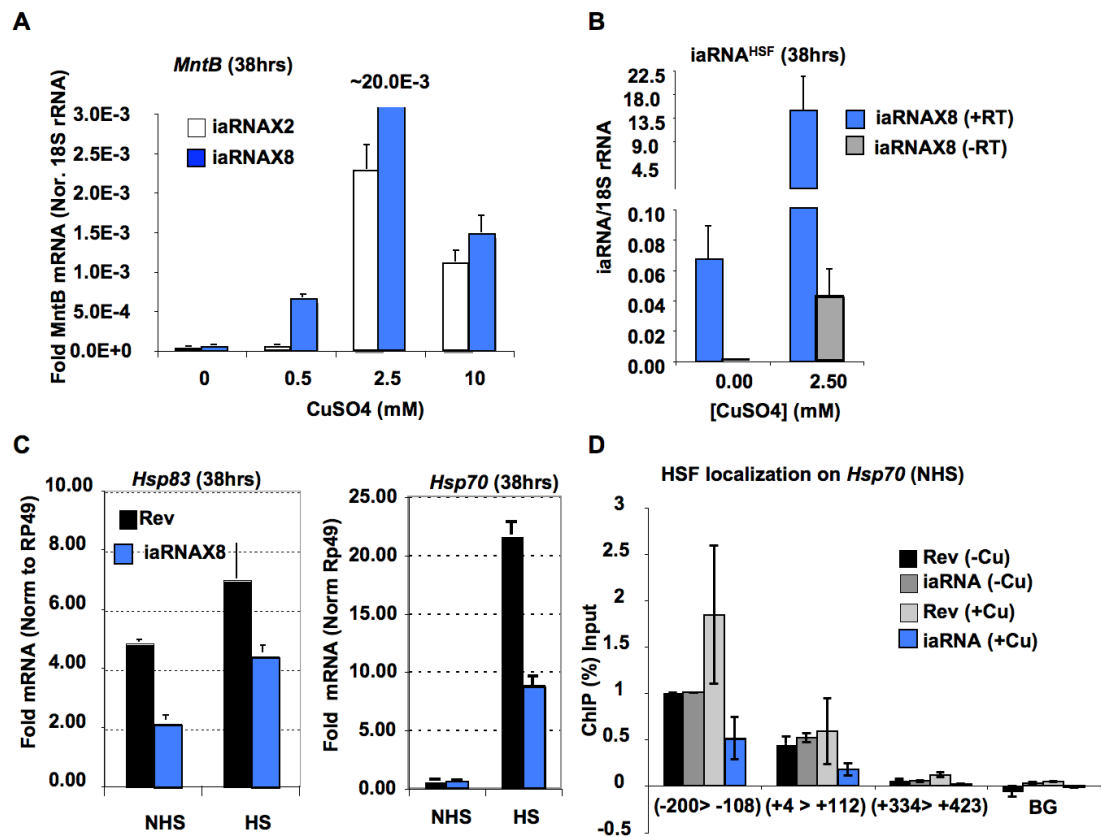 A
MntB (38hrs)
~20.0E-3
Fold MntB mRNA (Nor. 18S rRNA)
3.0E-3
2.5E-3
2.0E-3
1.5E-3
1.0E-3
5.0E-4
0.0E+0
iaRNAX2
iaRNAX8
0 0.5 2.5 10
CuSO4 (mM)
B
iaRNAHSF (38hrs)
iaRNA/18S rRNA
22.5
18.0
13.5
9.0
4.5
0.10
0.08
0.06
0.04
0.02
0.00
iaRNAX8 (+RT)
iaRNAX8 (-RT)
0.00 2.50
[CuSO4] (mM)
C
Hsp83 (38hrs)
Fold mRNA (Norm to RP49)
10.00
8.00
6.00
4.00
2.00
0.00
Rev
iaRNAX8
NHS HS
Hsp70 (38hrs)
Fold mRNA (Norm Rp49)
25.00
20.00
15.00
10.00
5.00
0.00
NHS HS
D
HSF localization on Hsp70 (NHS)
ChIP (%) Input
3
2.5
2
1.5
1
0.5
0
-0.5
Rev (-Cu)
iaRNA (-Cu)
Rev (+Cu)
iaRNA (+Cu)
(-200> -108) (+4 > +112) (+334> +423) BG